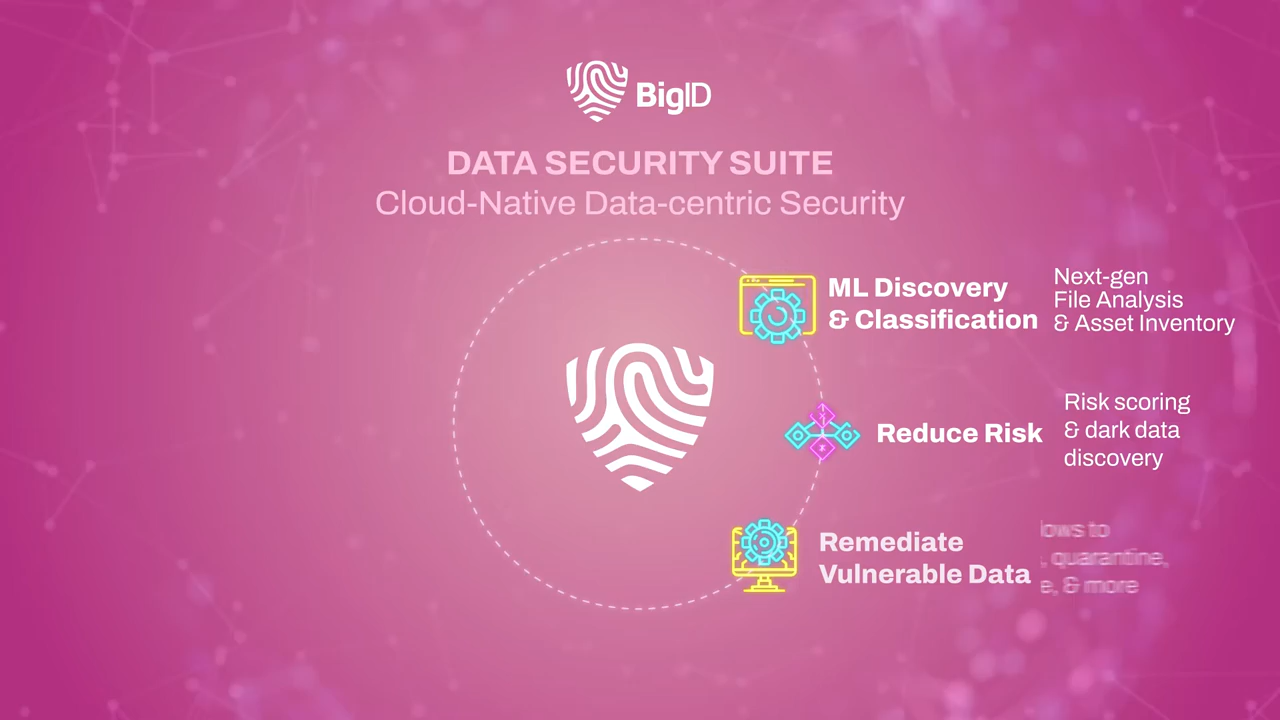 BigID
DATA SECURITY SUITE
Cloud-Native Data-centric Security
ML Discovery
& Classification
Next-gen
File Analysis
& Asset Inventory
Reduce Risk
Risk scoring
& dark data
discovery
Remediate
Vulnerable Data
to
quarantine,
& more